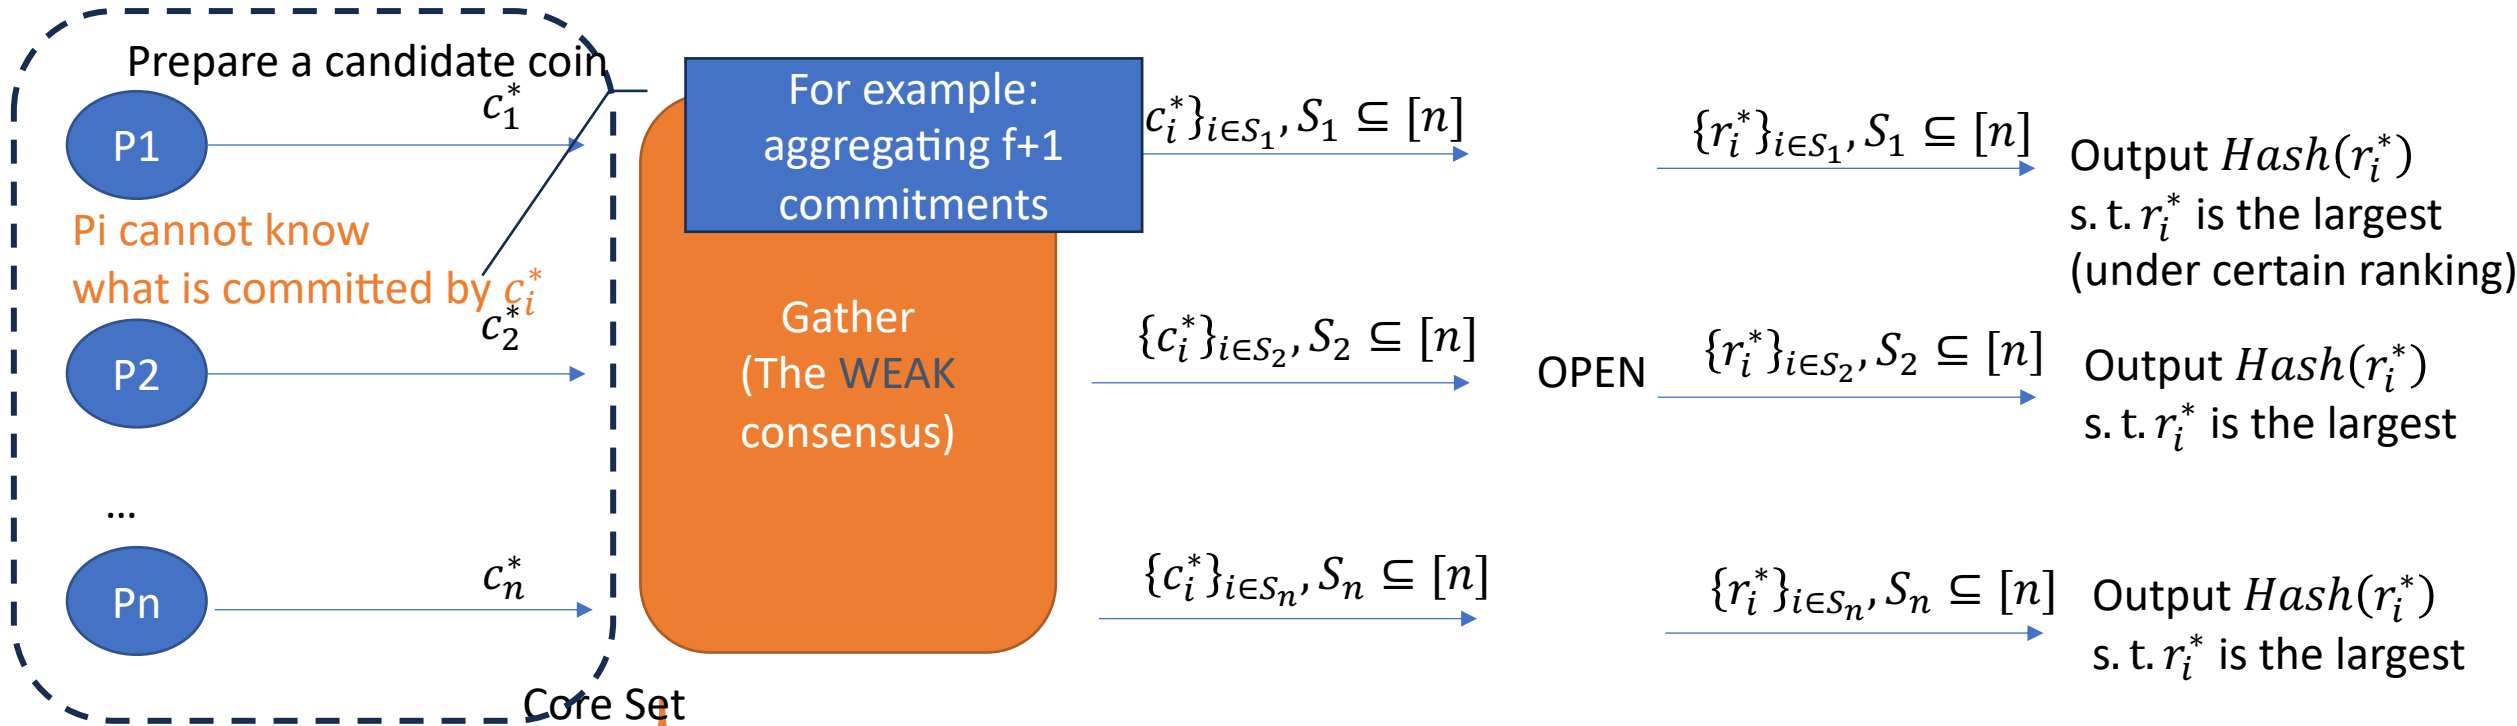 Prepare a candidate coin
P1
c₁*
Pi cannot know
what is committed by cᵢ*
P2
c₂*
...
Pn
cₙ*
Core Set
For example:
aggregating f+1
commitments
Gather
(The WEAK
consensus)
cᵢ*}ᵢ∈S₁, S₁ ⊆ [n]
{cᵢ*}ᵢ∈S₂, S₂ ⊆ [n]
{cᵢ*}ᵢ∈Sₙ, Sₙ ⊆ [n]
OPEN
{rᵢ*}ᵢ∈S₁, S₁ ⊆ [n]
{rᵢ*}ᵢ∈S₂, S₂ ⊆ [n]
{rᵢ*}ᵢ∈Sₙ, Sₙ ⊆ [n]
Output Hash(rᵢ*)
s.t. rᵢ* is the largest
(under certain ranking)
Output Hash(rᵢ*)
s.t. rᵢ* is the largest
Output Hash(rᵢ*)
s.t. rᵢ* is the largest